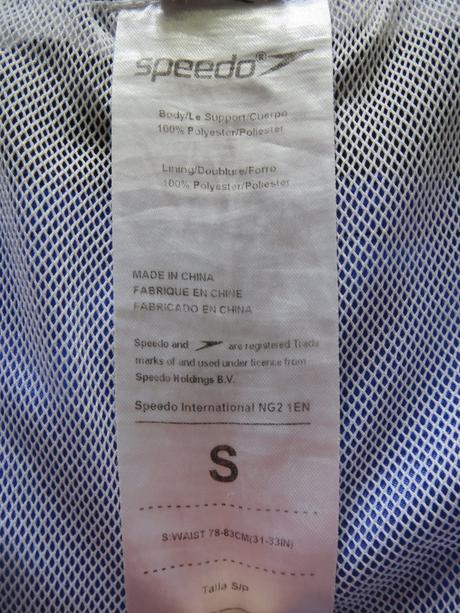 speedo®
Body/Le Support/Cuerpo
100% Polyester/Poliester
Lining/Doublure/Forro
100% Polyester/Poliester
MADE IN CHINA
FABRIQUE EN CHINE
FABRICADO EN CHINA
Speedo and are registered Trade
marks of and used under licence from
Speedo Holdings B.V.
Speedo International NG2 1EN
S
S:WAIST 78-83CM(31-33IN)
Talla S/P